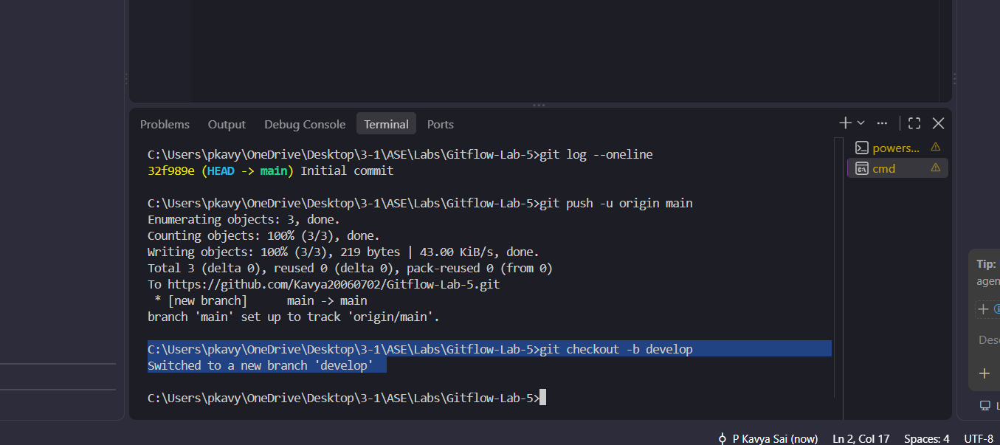 Problems Output Debug Console Terminal Ports
C:\Users\pkavy\OneDrive\Desktop\3-1\ASE\Labs\Gitflow-Lab-5>git log --oneline
32f989e (HEAD -> main) Initial commit
C:\Users\pkavy\OneDrive\Desktop\3-1\ASE\Labs\Gitflow-Lab-5>git push -u origin main
Enumerating objects: 3, done.
Counting objects: 100% (3/3), done.
Writing objects: 100% (3/3), 219 bytes | 43.00 KiB/s, done.
Total 3 (delta 0), reused 0 (delta 0), pack-reused 0 (from 0)
To https://github.com/Kavya20060702/Gitflow-Lab-5.git
 * [new branch]      main -> main
branch 'main' set up to track 'origin/main'.
C:\Users\pkavy\OneDrive\Desktop\3-1\ASE\Labs\Gitflow-Lab-5>git checkout -b develop
Switched to a new branch 'develop'
C:\Users\pkavy\OneDrive\Desktop\3-1\ASE\Labs\Gitflow-Lab-5>
powers...
cmd
Tip:
agen
Des
P Kavya Sai (now) Ln 2, Col 17 Spaces: 4 UTF-8